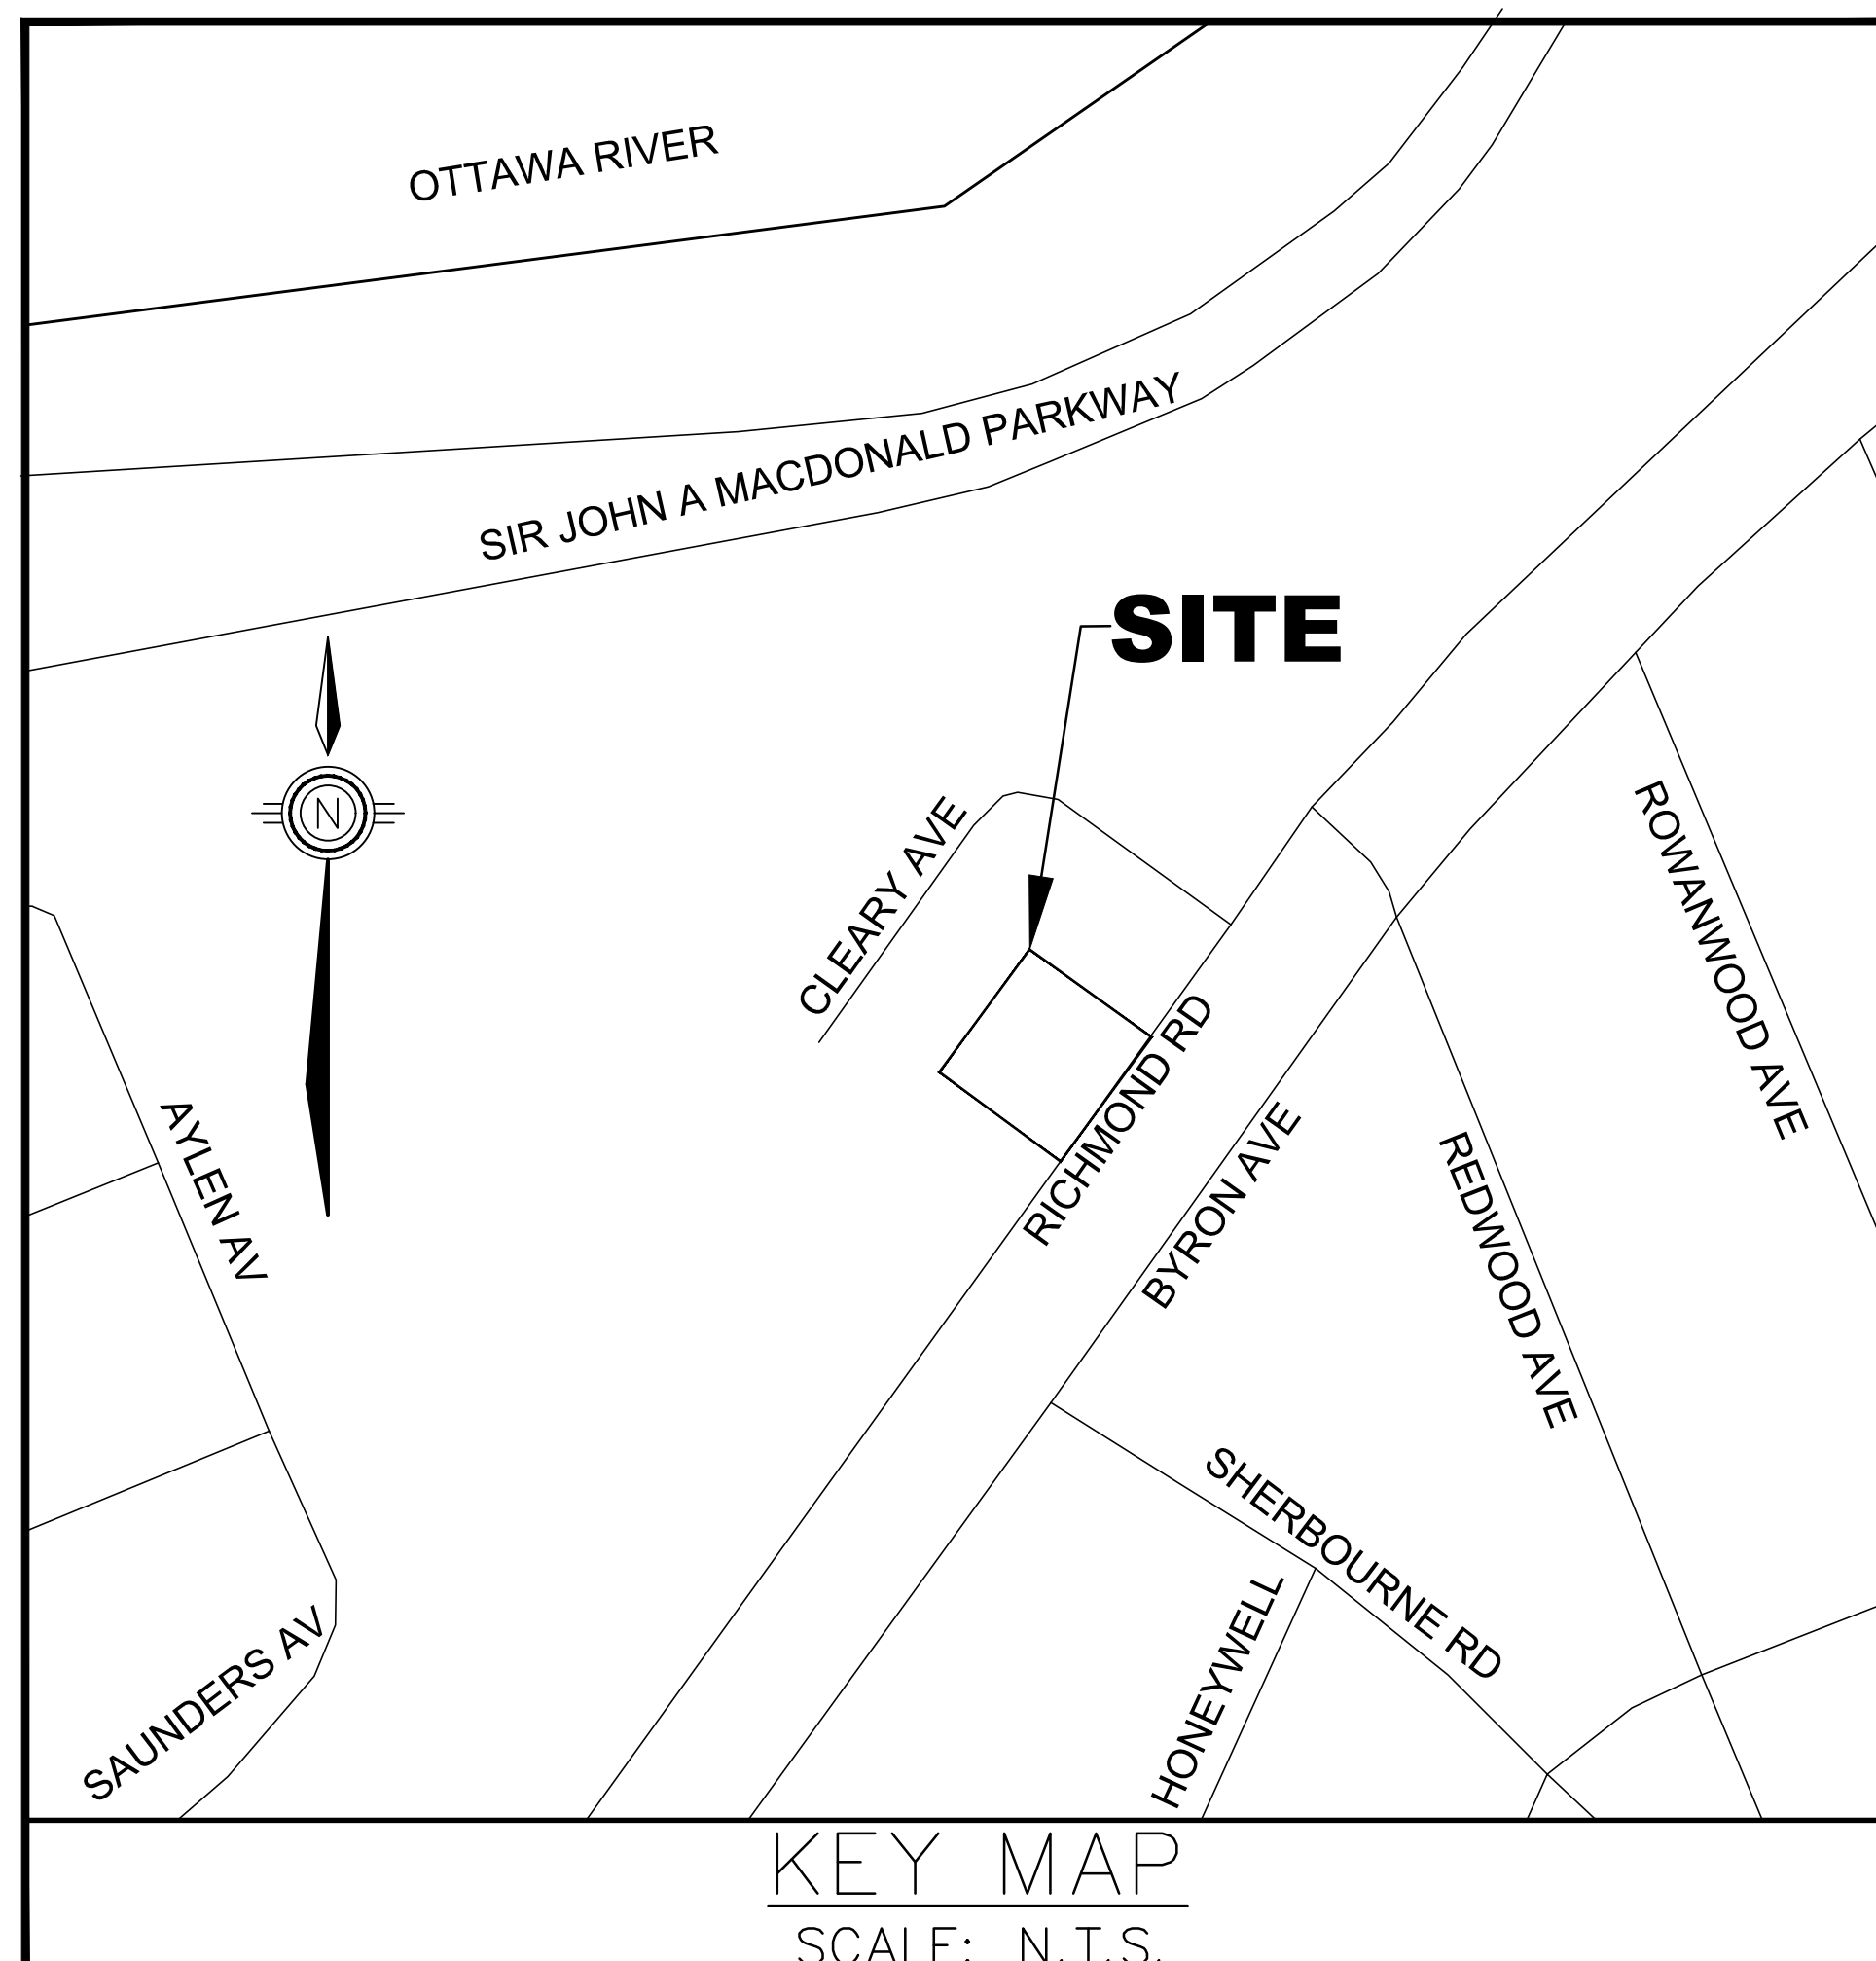 OTTAWA RIVER
SIR JOHN A MACDONALD PARKWAY
SITE
N
CLEARY AVE
ROWANWOOD AVE
RICHMOND RD
AYLEN AV
BYRON AVE
REDWOOD AVE
SHERBOURNE RD
HONEYWELL
SAUNDERS AV
KEY MAP
SCALE: N.T.S.